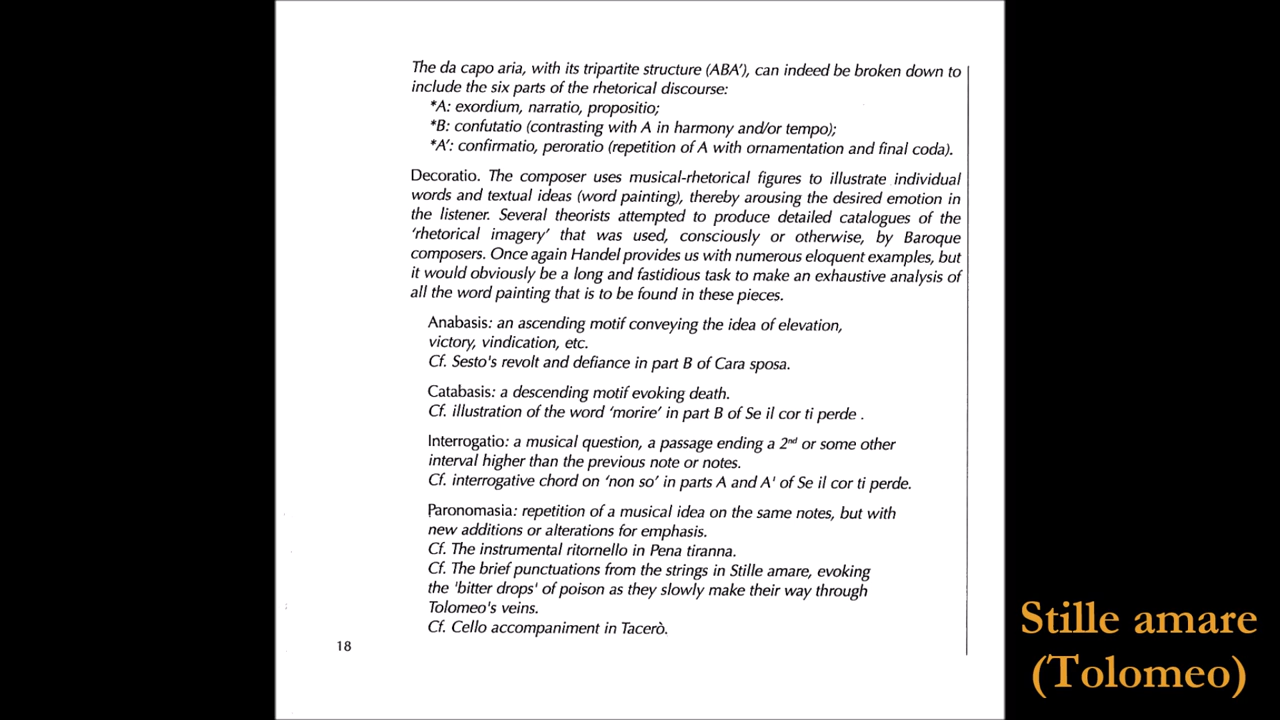 The da capo aria, with its tripartite structure (ABA'), can indeed be broken down to
include the six parts of the rhetorical discourse:
*A: exordium, narratio, propositio;
*B: confutatio (contrasting with A in harmony and/or tempo);
*A': confirmatio, peroratio (repetition of A with ornamentation and final coda).
Decoratio. The composer uses musical-rhetorical figures to illustrate individual
words and textual ideas (word painting), thereby arousing the desired emotion in
the listener. Several theorists attempted to produce detailed catalogues of the
'rhetorical imagery' that was used, consciously or otherwise, by Baroque
composers. Once again Handel provides us with numerous eloquent examples, but
it would obviously be a long and fastidious task to make an exhaustive analysis of
all the word painting that is to be found in these pieces.
Anabasis: an ascending motif conveying the idea of elevation,
victory, vindication, etc.
Cf. Sesto's revolt and defiance in part B of Cara sposa.
Catabasis: a descending motif evoking death.
Cf. illustration of the word 'morire' in part B of Se il cor ti perde .
Interrogatio: a musical question, a passage ending a 2nd or some other
interval higher than the previous note or notes.
Cf. interrogative chord on 'non so' in parts A and A' of Se il cor ti perde.
Paronomasia: repetition of a musical idea on the same notes, but with
new additions or alterations for emphasis.
Cf. The instrumental ritornello in Pena tiranna.
Cf. The brief punctuations from the strings in Stille amare, evoking
the 'bitter drops' of poison as they slowly make their way through
Tolomeo's veins.
Cf. Cello accompaniment in Tacerò.
18
Stille amare
(Tolomeo)